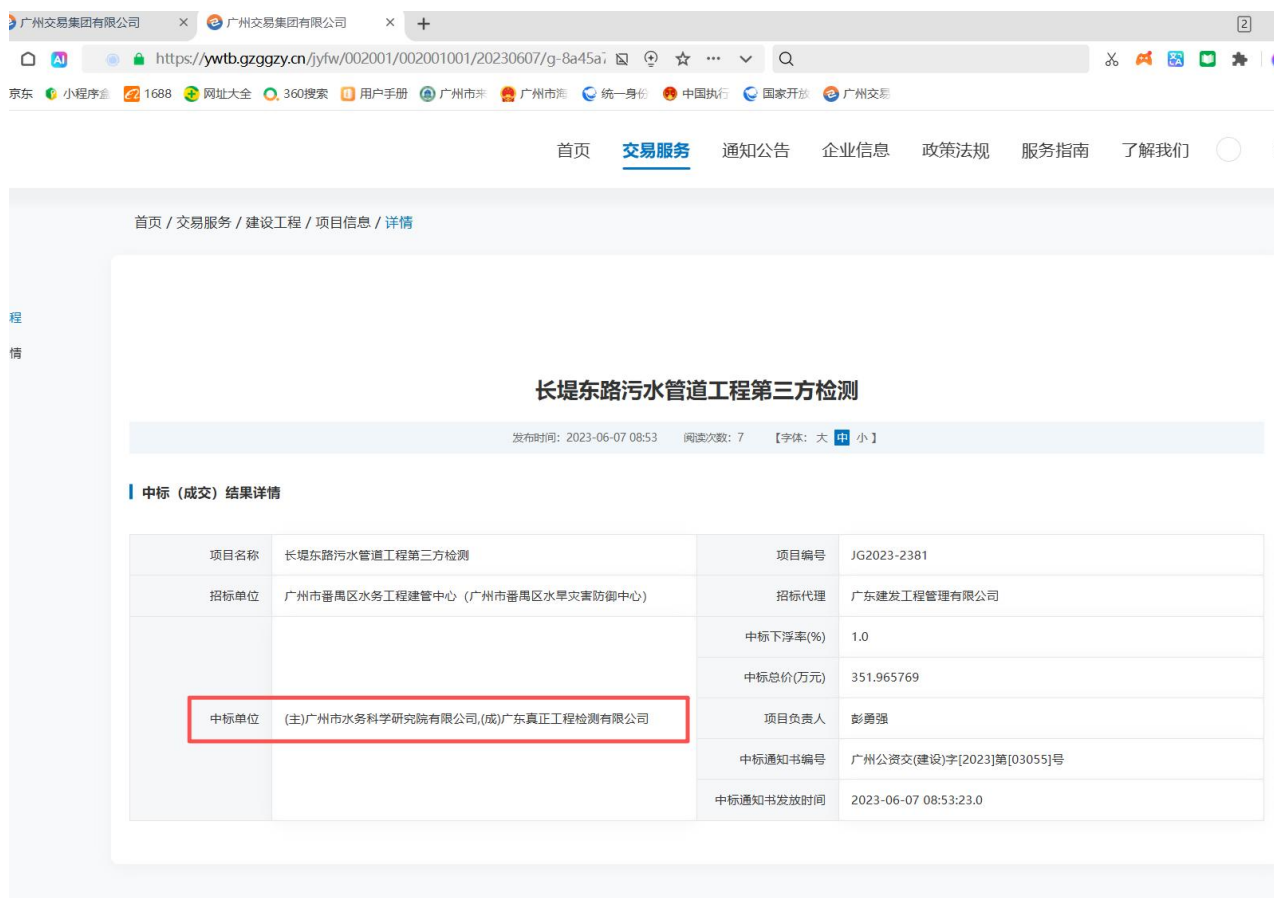 广州交易集团有限公司 × 广州交易集团有限公司 × + 2
AI https://ywtb.gzggzy.cn/jyfw/002001/002001001/20230607/g-8a45a7
京东 小程序 1688 网址大全 360搜索 用户手册 广州市 广州市 统一身份 中国执行 国家开放 广州交易
首页 交易服务 通知公告 企业信息 政策法规 服务指南 了解我们
首页 / 交易服务 / 建设工程 / 项目信息 / 详情
程
情
长堤东路污水管道工程第三方检测
发布时间：2023-06-07 08:53 阅读次数：7 【字体：大 中 小】
中标（成交）结果详情
项目名称 长堤东路污水管道工程第三方检测 项目编号 JG2023-2381
招标单位 广州市番禺区水务工程建管中心（广州市番禺区水旱灾害防御中心） 招标代理 广东建发工程管理有限公司
中标下浮率(%) 1.0
中标总价(万元) 351.965769
中标单位 (主)广州市水务科学研究院有限公司,(成)广东真正工程检测有限公司 项目负责人 彭勇强
中标通知书编号 广州公资交(建设)字[2023]第[03055]号
中标通知书发放时间 2023-06-07 08:53:23.0